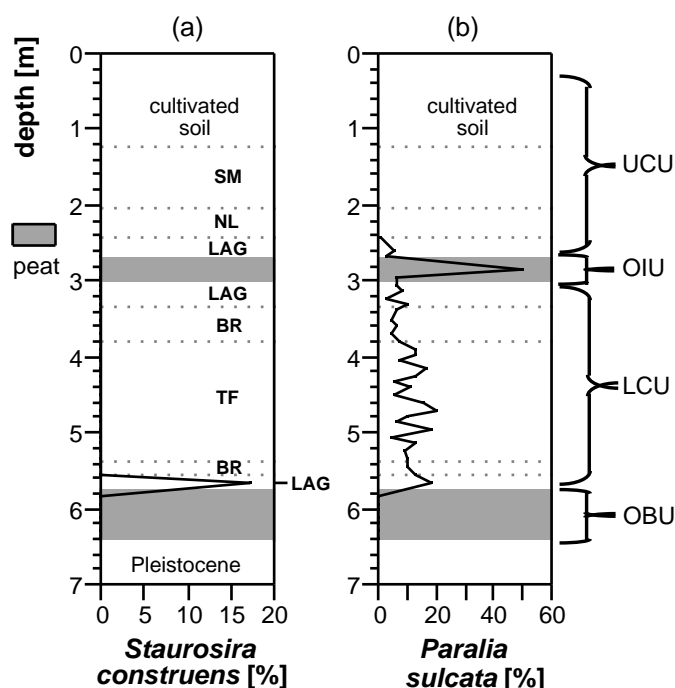 (a)
(b)
depth [m]
0
1
2
3
4
5
6
7
peat
cultivated
soil
SM
NL
LAG
LAG
BR
TF
BR
LAG
Pleistocene
0 5 10 15 20
Staurosira
construens [%]
0
1
2
3
4
5
6
7
cultivated
soil
0 20 40 60
Paralia
sulcata [%]
UCU
OIU
LCU
OBU